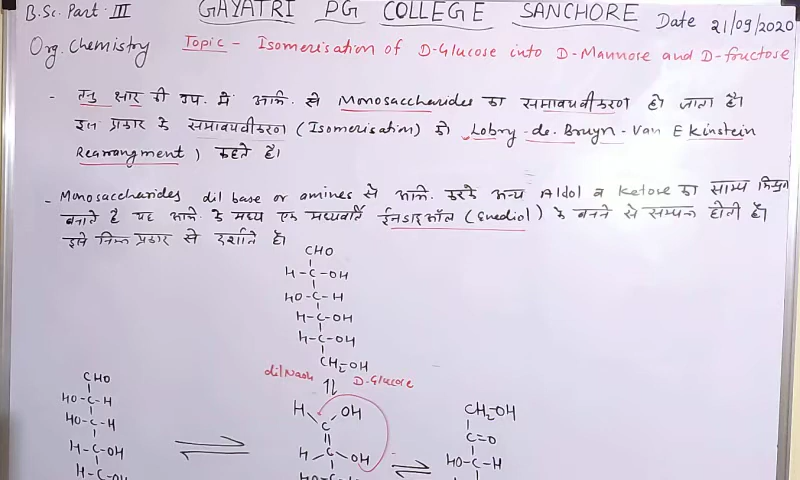 B.Sc. Part-III GAYATRI PG COLLEGE SANCHORE Date 21/09/2020
Org. Chemistry Topic - Isomerisation of D-Glucose into D-Mannose and D-fructose
- तनु क्षार की उप. में अभि. से Monosaccharides का समावयवीकरण हो जाता है।
इस प्रकार के समावयवीकरण (Isomerisation) को Lobry-de-Bruyn-Van Ekinstein
Rearrangment) कहते है।
- Monosaccharides dil base or amines से अभि. करके अन्य Aldol व Ketose का साम्य मिश्रण
बनाते है यह अभि. के मध्य एक मध्यवर्ति ईनडाइऑल (Enediol) के बनने से सम्पन्न होती है।
इसे निम्न प्रकार से दर्शाते है।
CHO
H-C-OH
HO-C-H
H-C-OH
H-C-OH
CH2OH
dil NaOH D-Glucose
CHO
HO-C-H
HO-C-H
H-C-OH
H-C-OH
H OH
C
H-C-OH
CH2OH
C=O
HO-C-H